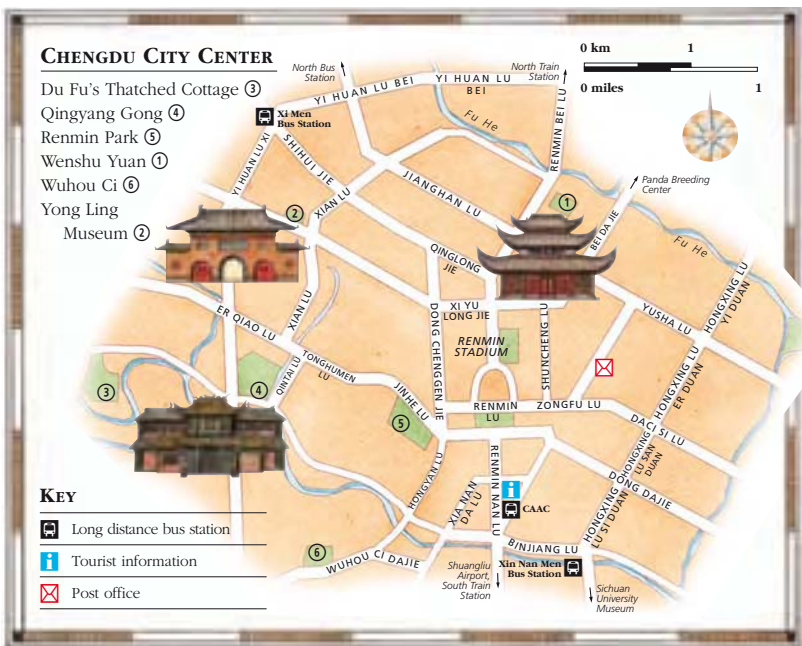 CHENGDU CITY CENTER
Du Fu's Thatched Cottage ③
Qingyang Gong ④
Renmin Park ⑤
Wenshu Yuan ①
Wuhou Ci ⑥
Yong Ling
Museum ②
0 km 1
0 miles 1
North Bus
Station
North Train
Station
YI HUAN LU BEI
YI HUAN LU
BEI
Xi Men
Bus Station
YI HUAN LU XI
SHIHUI JIE
XIAN LU
Fu He
RENMIN BEI LU
Panda Breeding
Center
JIANGHAN LU
①
BEI DA JIE
②
QINGLONG
JIE
Fu He
XI YU
LONG JIE
YUSHA LU
HONGXING LU
YI DUAN
ER QIAO LU
XIAN LU
DONG CHENGGEN JIE
RENMIN
STADIUM
SHUNCHENG LU
TONGHUMEN
LU
QINTAI LU
JINHE LU
HONGXING LU
ER DUAN
③
④
⑤
RENMIN
LU
ZONGFU LU
DACI SI LU
HONGXING
LU SAN
DUAN
HONGYAN LU
XIA NAN
DA LU
RENMIN NAN LU
CAAC
DONG DAJIE
HONGXING
LU SI DUAN
⑥
WUHOU CI DAJIE
BINJIANG LU
Shuangliu
Airport,
South Train
Station
Xin Nan Men
Bus Station
Sichuan
University
Museum
KEY
Long distance bus station
i Tourist information
Post office